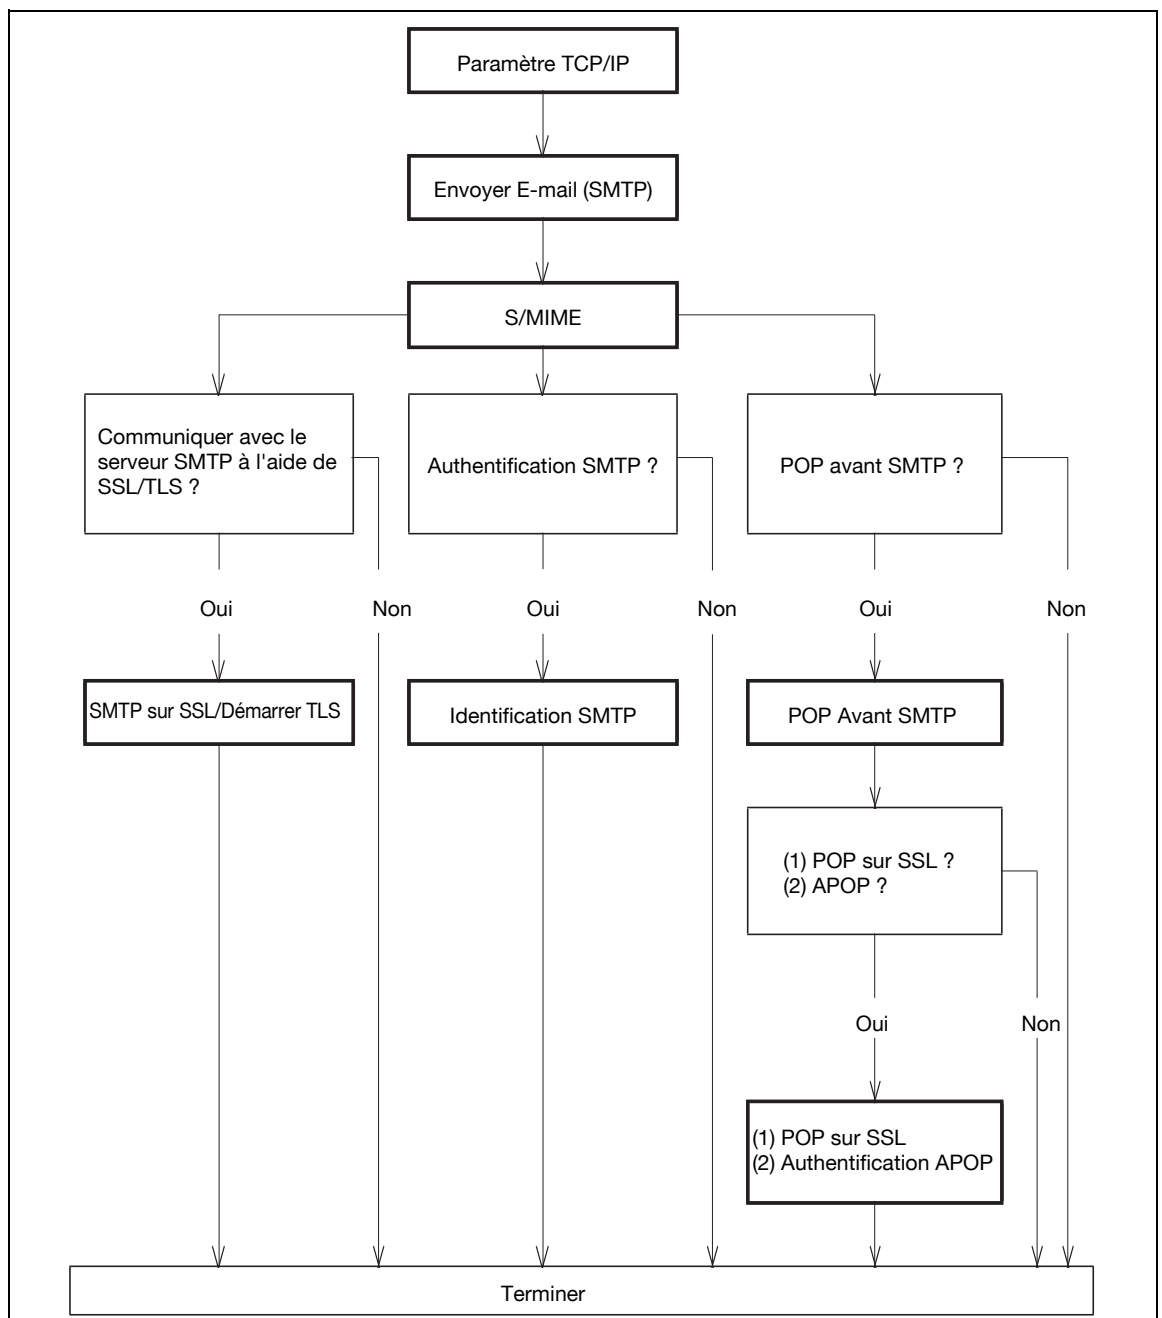 Paramètre TCP/IP
Envoyer E-mail (SMTP)
S/MIME
Communiquer avec le
serveur SMTP à l'aide de
SSL/TLS ?
Authentification SMTP ?
POP avant SMTP ?
Oui
Non
Oui
Non
Oui
Non
SMTP sur SSL/Démarrer TLS
Identification SMTP
POP Avant SMTP
(1) POP sur SSL ?
(2) APOP ?
Oui
Non
(1) POP sur SSL
(2) Authentification APOP
Terminer